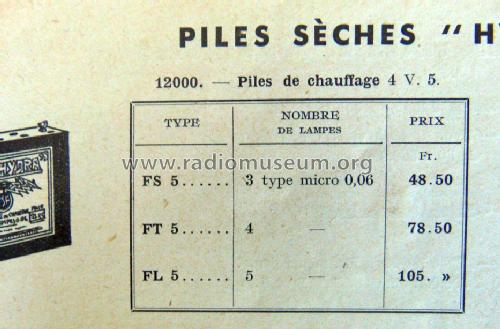 PILES SÈCHES " H
12000. — Piles de chauffage 4 V. 5.
TYPE NOMBRE DE LAMPES PRIX
Fr.
FS 5...... 3 type micro 0,06 48.50
FT 5...... 4 — 78.50
FL 5...... 5 — 105. »
www.radiomuseum.org
HYDRA